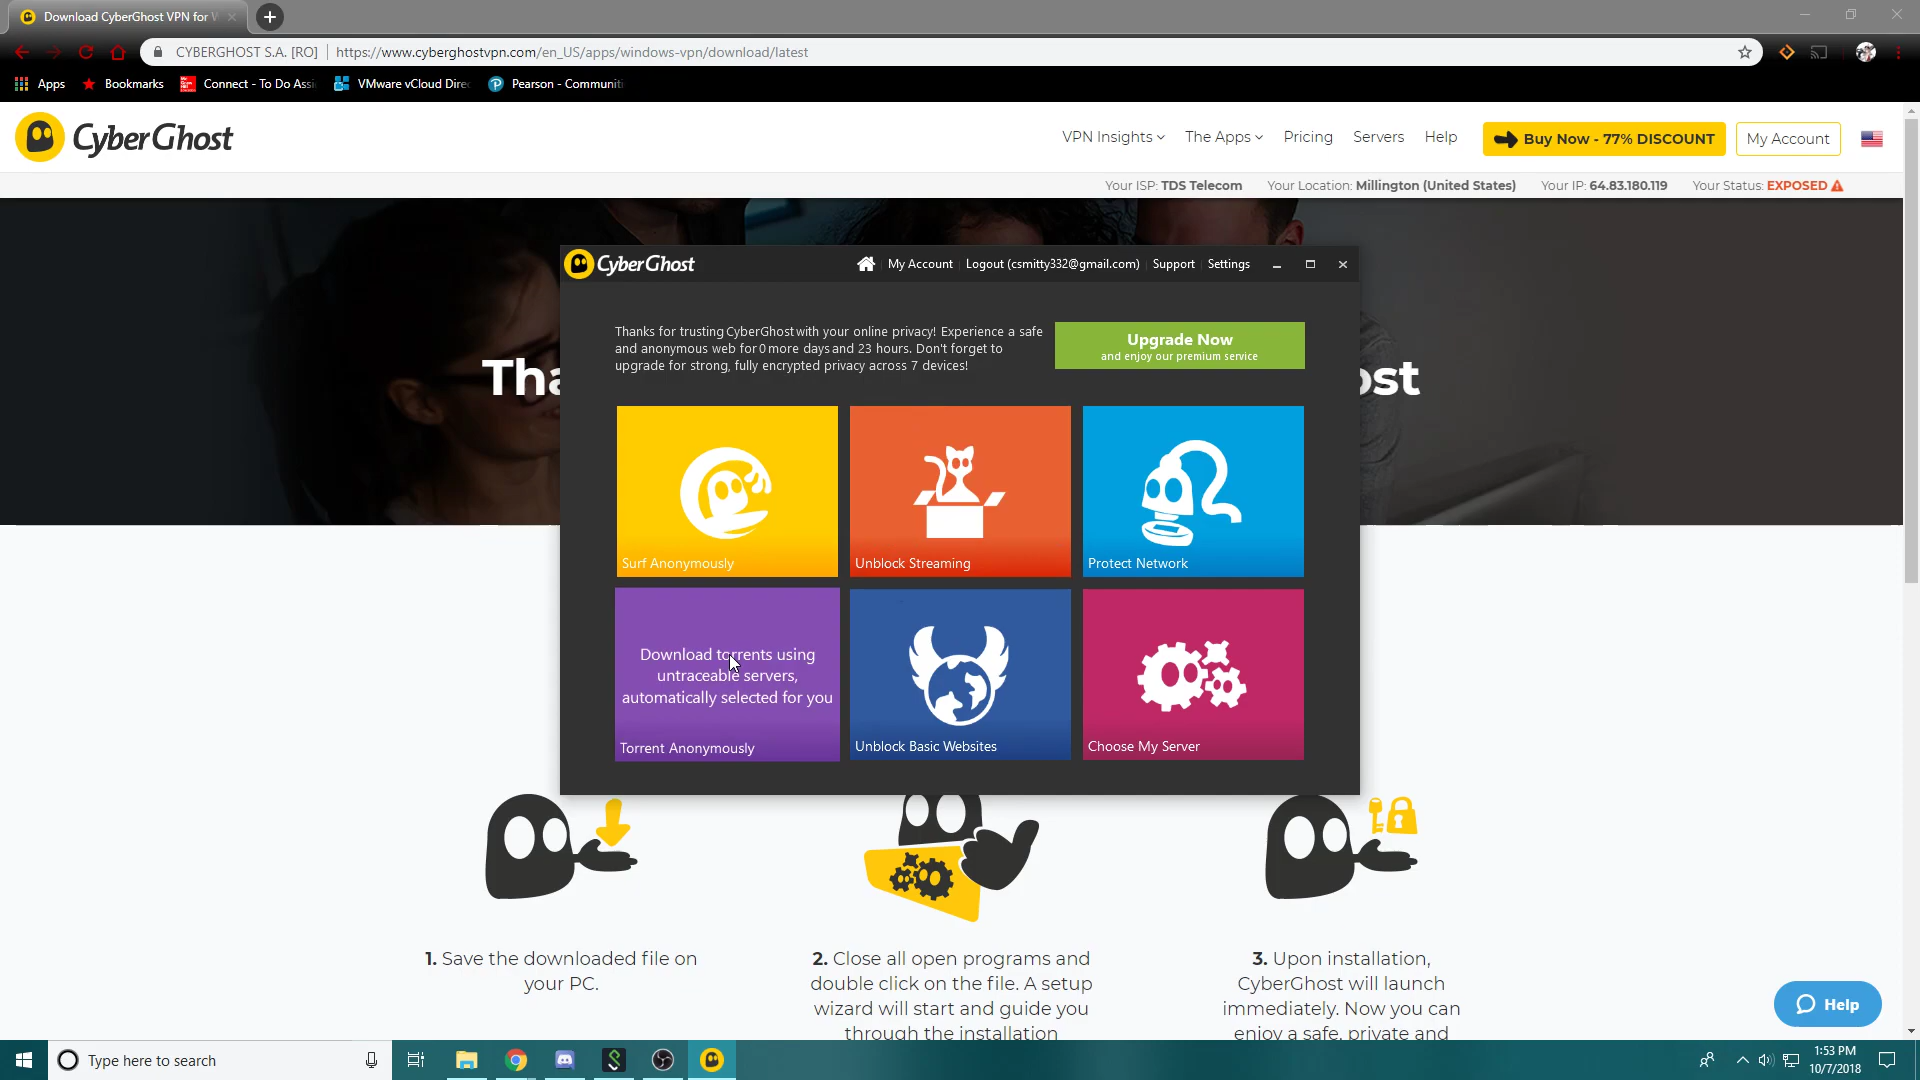 Download CyberGhost VPN for W
CYBERGHOST S.A. [RO]
https://www.cyberghostvpn.com/en_US/apps/windows-vpn/download/latest
Apps
Bookmarks
Connect - To Do Assi
VMware vCloud Direc
Pearson - Communiti
CyberGhost
VPN Insights
The Apps
Pricing
Servers
Help
Buy Now - 77% DISCOUNT
My Account
Your ISP: TDS Telecom
Your Location: Millington (United States)
Your IP: 64.83.180.119
Your Status: EXPOSED
CyberGhost
My Account
Logout (csmitty332@gmail.com)
Support
Settings
Thanks for trusting CyberGhost with your online privacy! Experience a safe
and anonymous web for 0 more days and 23 hours. Don't forget to
upgrade for strong, fully encrypted privacy across 7 devices!
Upgrade Now
and enjoy our premium service
Tha
ost
Surf Anonymously
Unblock Streaming
Protect Network
Download torrents using
untraceable servers,
automatically selected for you
Torrent Anonymously
Unblock Basic Websites
Choose My Server
1. Save the downloaded file on
your PC.
2. Close all open programs and
double click on the file. A setup
wizard will start and guide you
through the installation
3. Upon installation,
CyberGhost will launch
immediately. Now you can
enjoy a safe, private and
Help
Type here to search
1:53 PM
10/7/2018